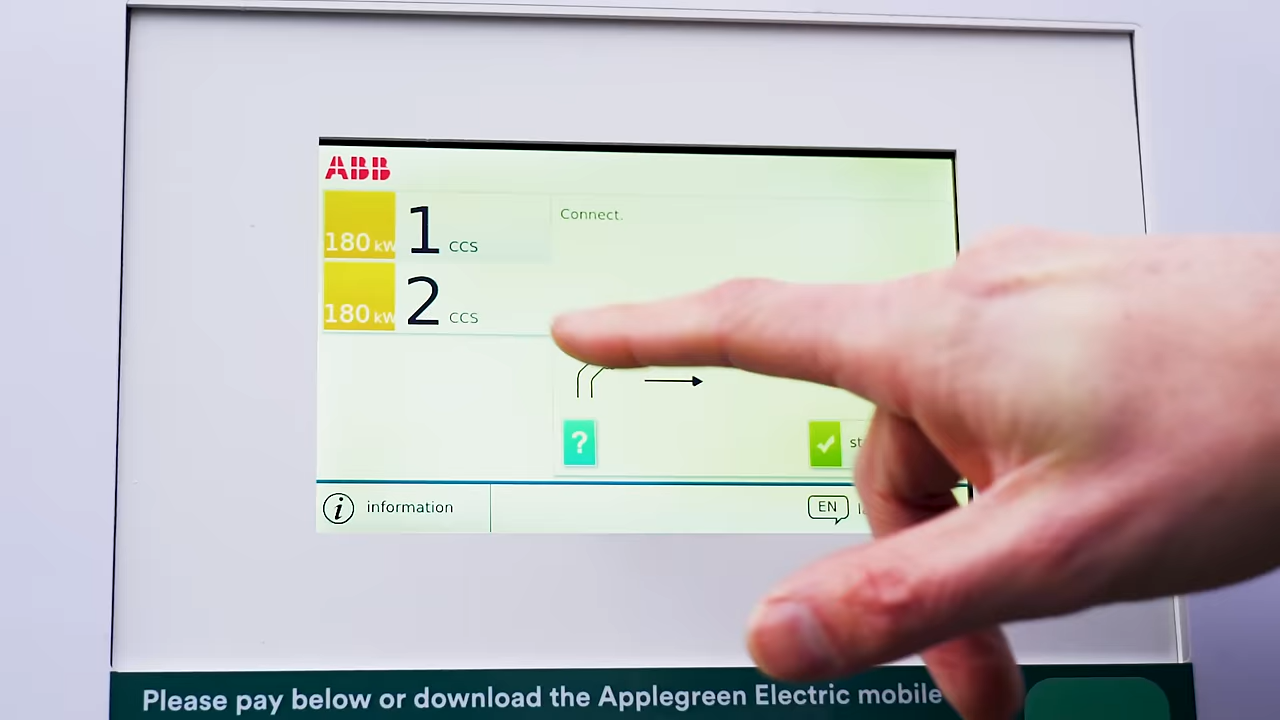 ABB
180 kW 1 CCS
Connect.
180 kW 2 CCS
?
i information
EN
Please pay below or download the Applegreen Electric mobile